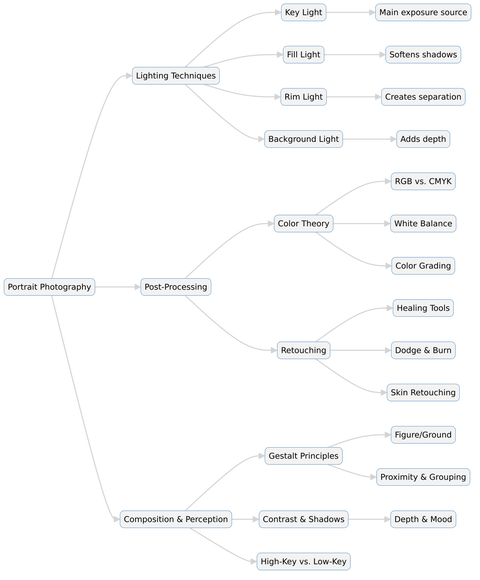 Key Light
Main exposure source
Fill Light
Softens shadows
Lighting Techniques
Rim Light
Creates separation
Background Light
Adds depth
RGB vs. CMYK
Color Theory
White Balance
Color Grading
Portrait Photography
Post-Processing
Healing Tools
Retouching
Dodge & Burn
Skin Retouching
Figure/Ground
Gestalt Principles
Proximity & Grouping
Composition & Perception
Contrast & Shadows
Depth & Mood
High-Key vs. Low-Key